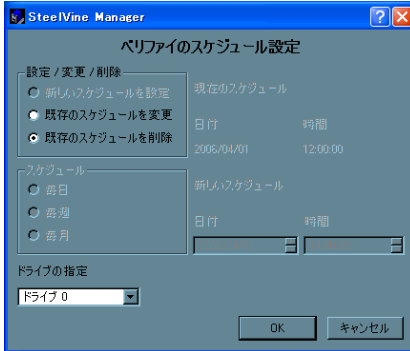 SteelVine Manager
ベリファイのスケジュール設定
設定 / 変更 / 削除
新しいスケジュールを設定
既存のスケジュールを変更
既存のスケジュールを削除
現在のスケジュール
日付 時間
2006/04/01 12:00:00
スケジュール
毎日
毎週
毎月
新しいスケジュール
日付 時間
ドライブの指定
ドライブ 0
OK キャンセル